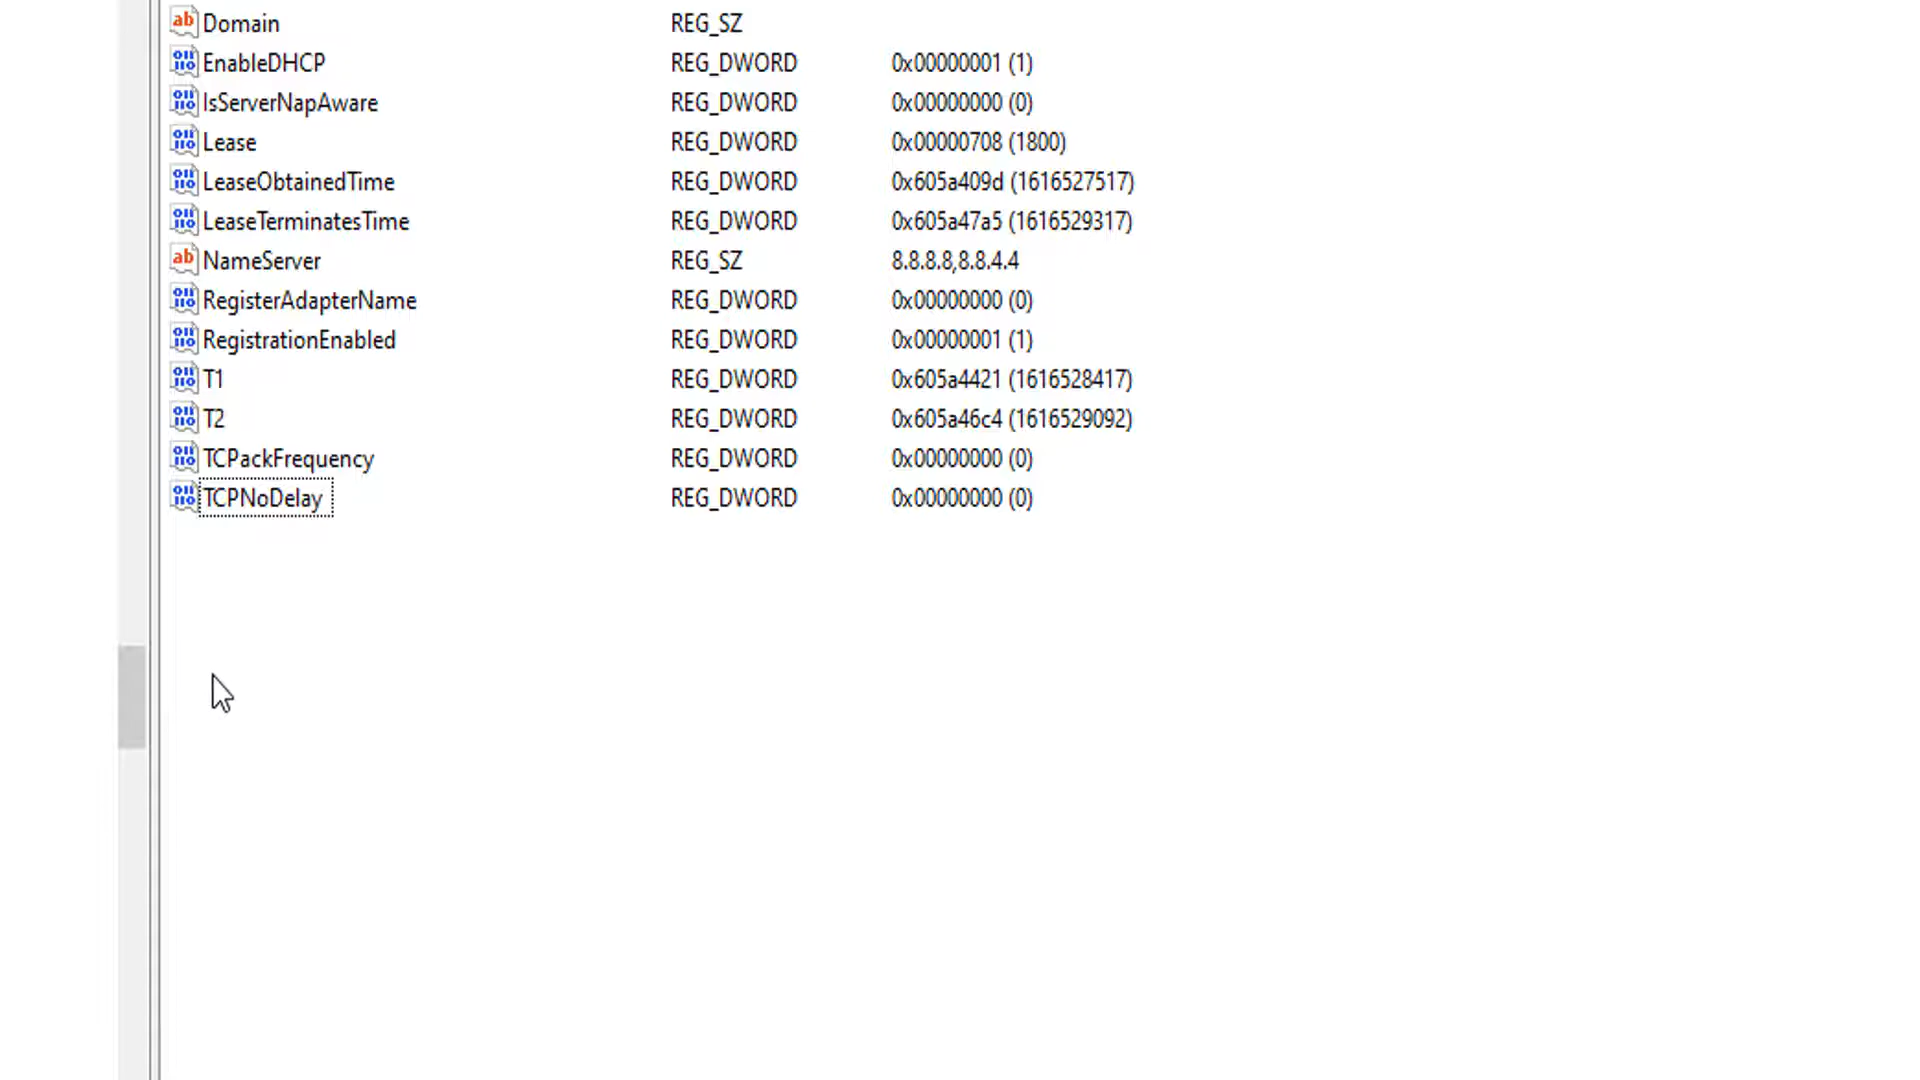 Domain REG_SZ
EnableDHCP REG_DWORD 0x00000001 (1)
IsServerNapAware REG_DWORD 0x00000000 (0)
Lease REG_DWORD 0x00000708 (1800)
LeaseObtainedTime REG_DWORD 0x605a409d (1616527517)
LeaseTerminatesTime REG_DWORD 0x605a47a5 (1616529317)
NameServer REG_SZ 8.8.8.8,8.8.4.4
RegisterAdapterName REG_DWORD 0x00000000 (0)
RegistrationEnabled REG_DWORD 0x00000001 (1)
T1 REG_DWORD 0x605a4421 (1616528417)
T2 REG_DWORD 0x605a46c4 (1616529092)
TCPackFrequency REG_DWORD 0x00000000 (0)
TCPNoDelay REG_DWORD 0x00000000 (0)